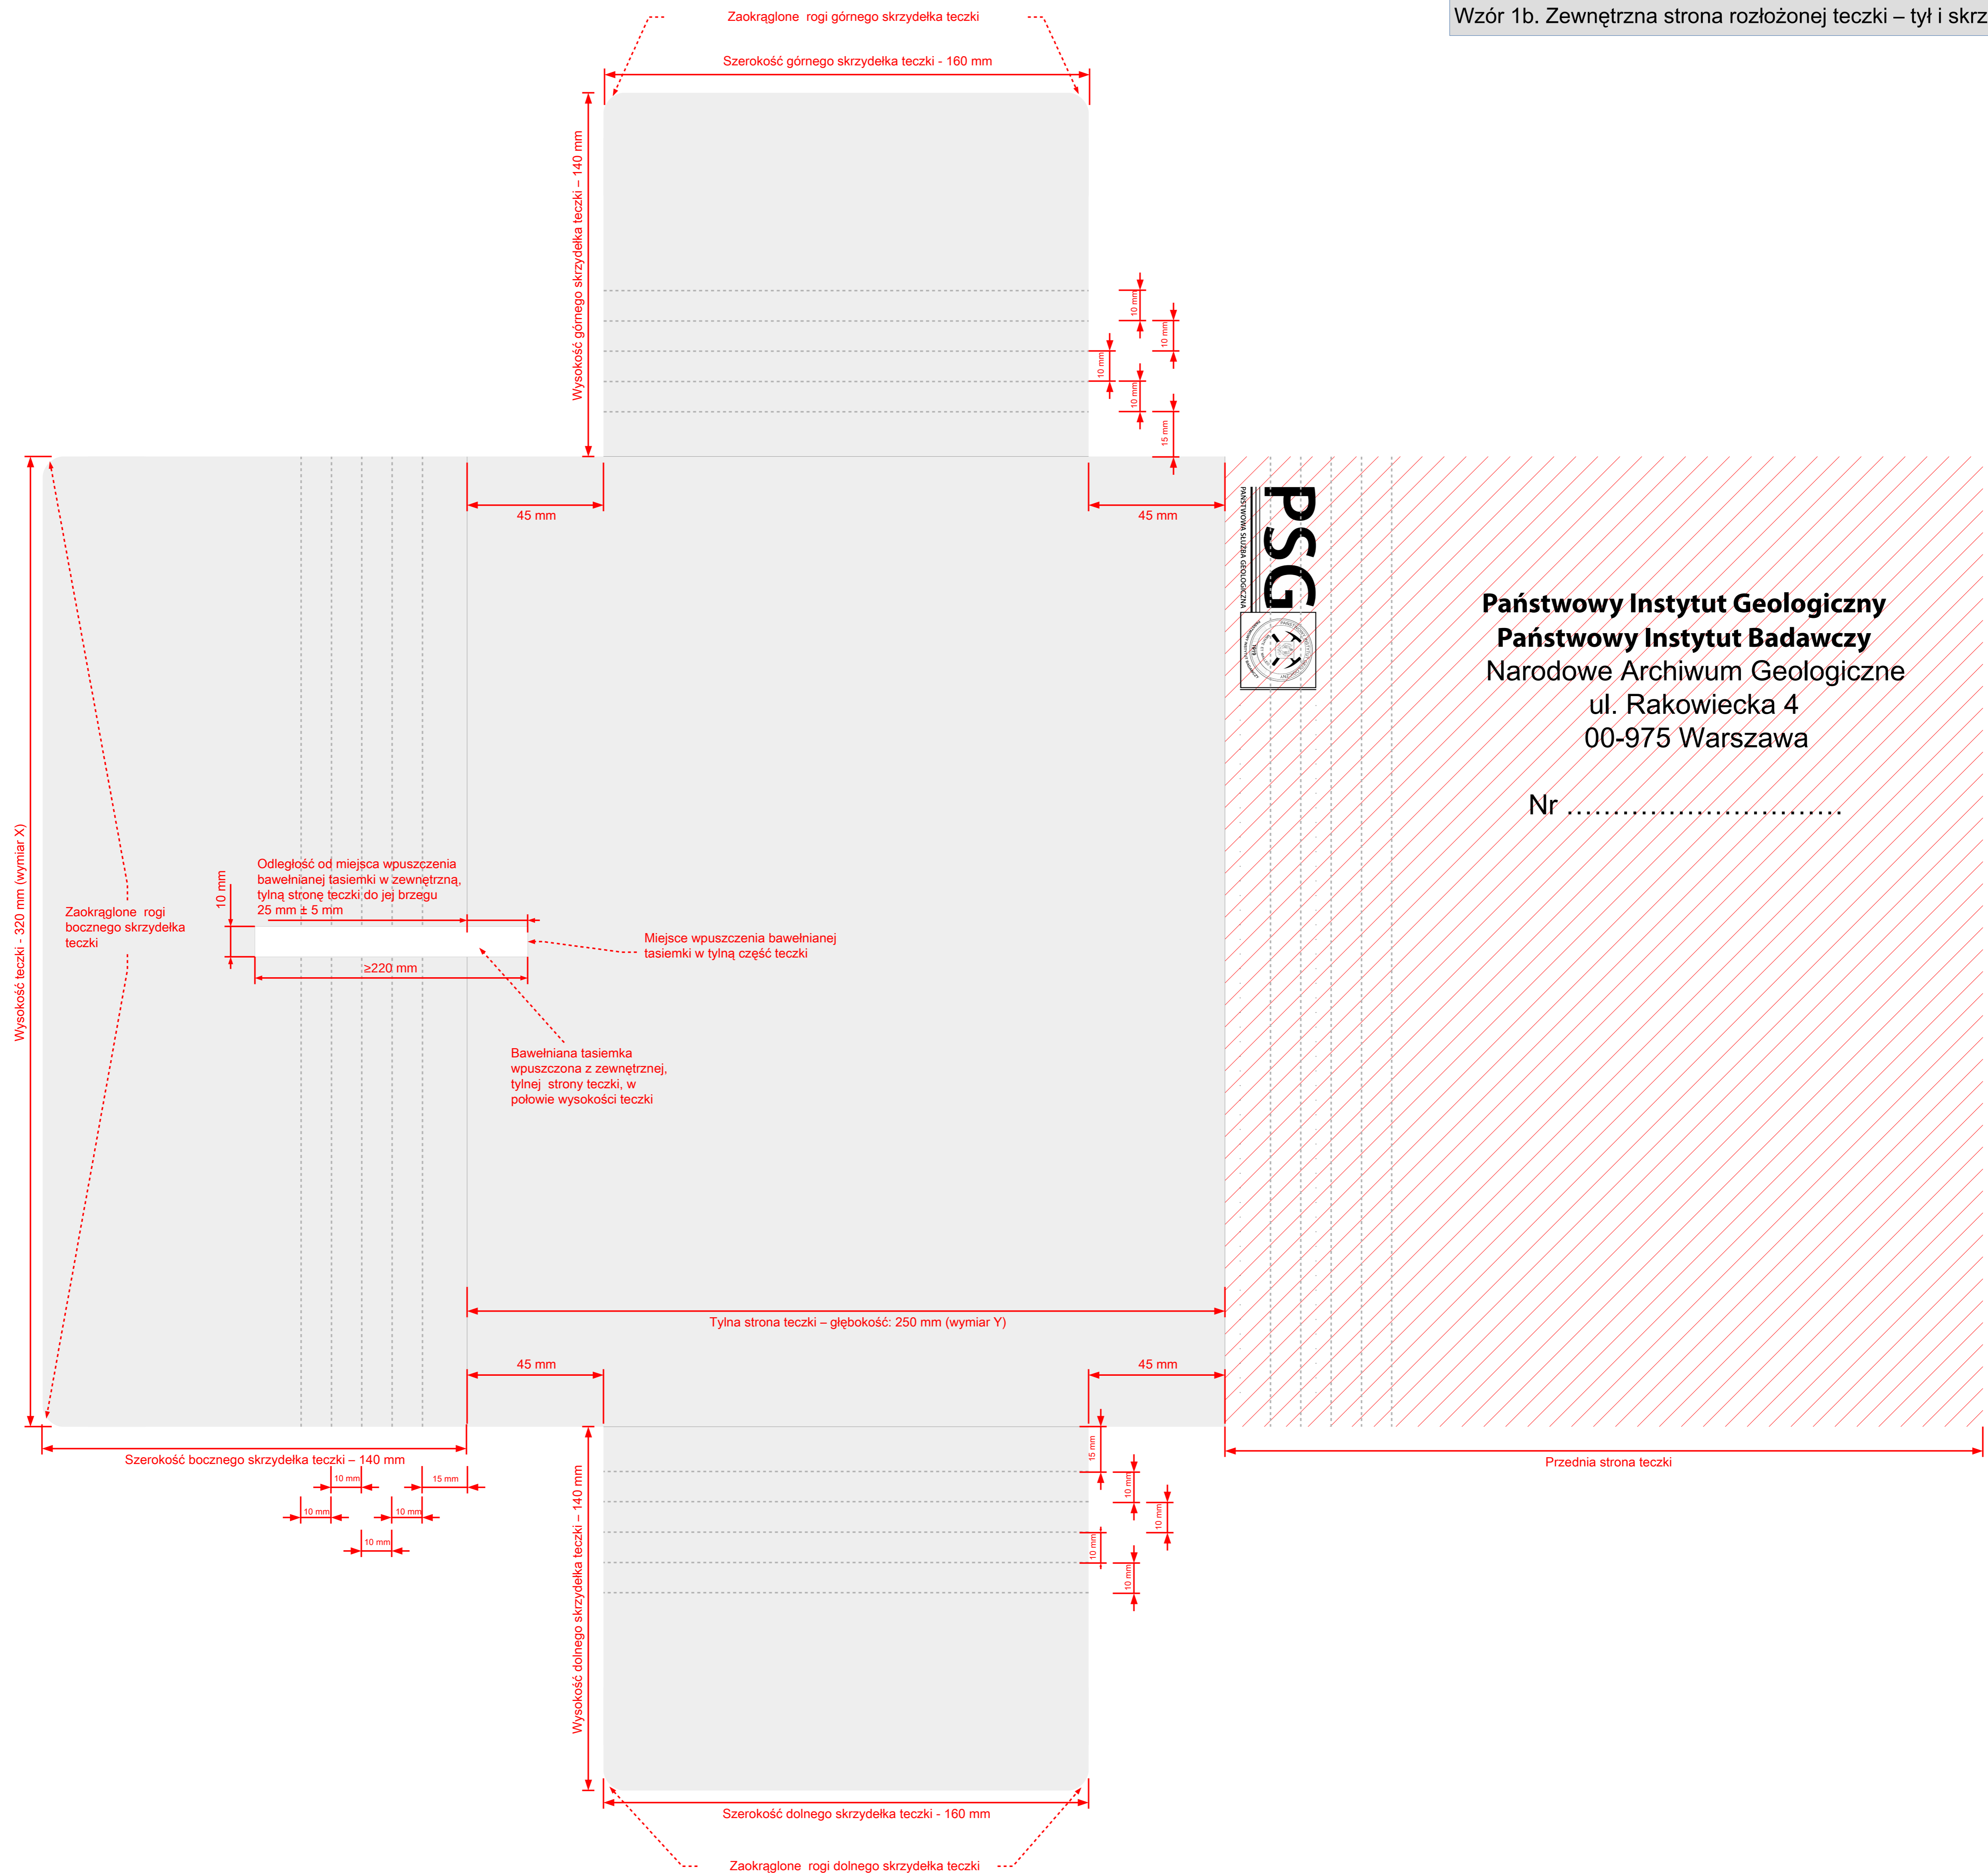 Wzór 1b. Zewnętrzna strona rozłożonej teczki – tył i skrz
Zaokrąglone rogi górnego skrzydełka teczki
Szerokość górnego skrzydełka teczki - 160 mm
Wysokość górnego skrzydełka teczki – 140 mm
10 mm
10 mm
10 mm
10 mm
15 mm
45 mm
45 mm
PSG
PAŃSTWOWA SŁUŻBA GEOLOGICZNA
Państwowy Instytut Geologiczny
Państwowy Instytut Badawczy
Narodowe Archiwum Geologiczne
ul. Rakowiecka 4
00-975 Warszawa
Nr ..............................
Wysokość teczki - 320 mm (wymiar X)
Zaokrąglone rogi
bocznego skrzydełka
teczki
10 mm
Odległość od miejsca wpuszczenia
bawełnianej tasiemki w zewnętrzną,
tylną stronę teczki do jej brzegu
25 mm ± 5 mm
≥220 mm
Miejsce wpuszczenia bawełnianej
tasiemki w tylną część teczki
Bawełniana tasiemka
wpuszczona z zewnętrznej,
tylnej strony teczki, w
połowie wysokości teczki
Tylna strona teczki – głębokość: 250 mm (wymiar Y)
45 mm
45 mm
Szerokość bocznego skrzydełka teczki – 140 mm
Przednia strona teczki
10 mm
15 mm
10 mm
10 mm
10 mm
15 mm
10 mm
10 mm
10 mm
10 mm
Wysokość dolnego skrzydełka teczki – 140 mm
Szerokość dolnego skrzydełka teczki - 160 mm
Zaokrąglone rogi dolnego skrzydełka teczki